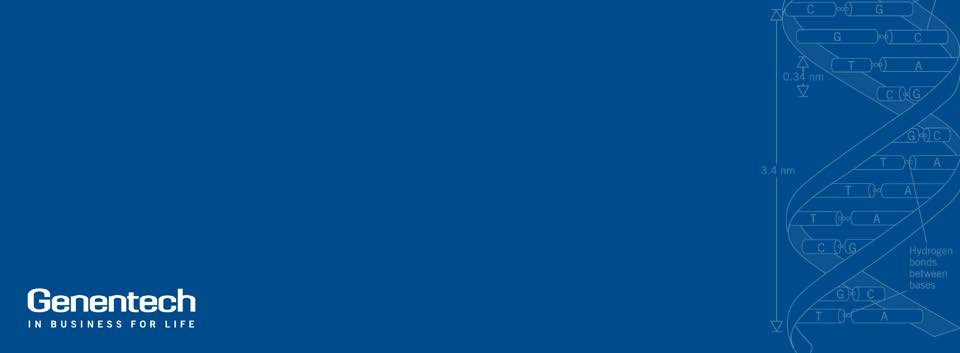 C G
G C
T A
0.34 nm
C G
G C
T A
3.4 nm
T A
T A
C G
Hydrogen
bonds
between
bases
G C
T A
Genentech
IN BUSINESS FOR LIFE